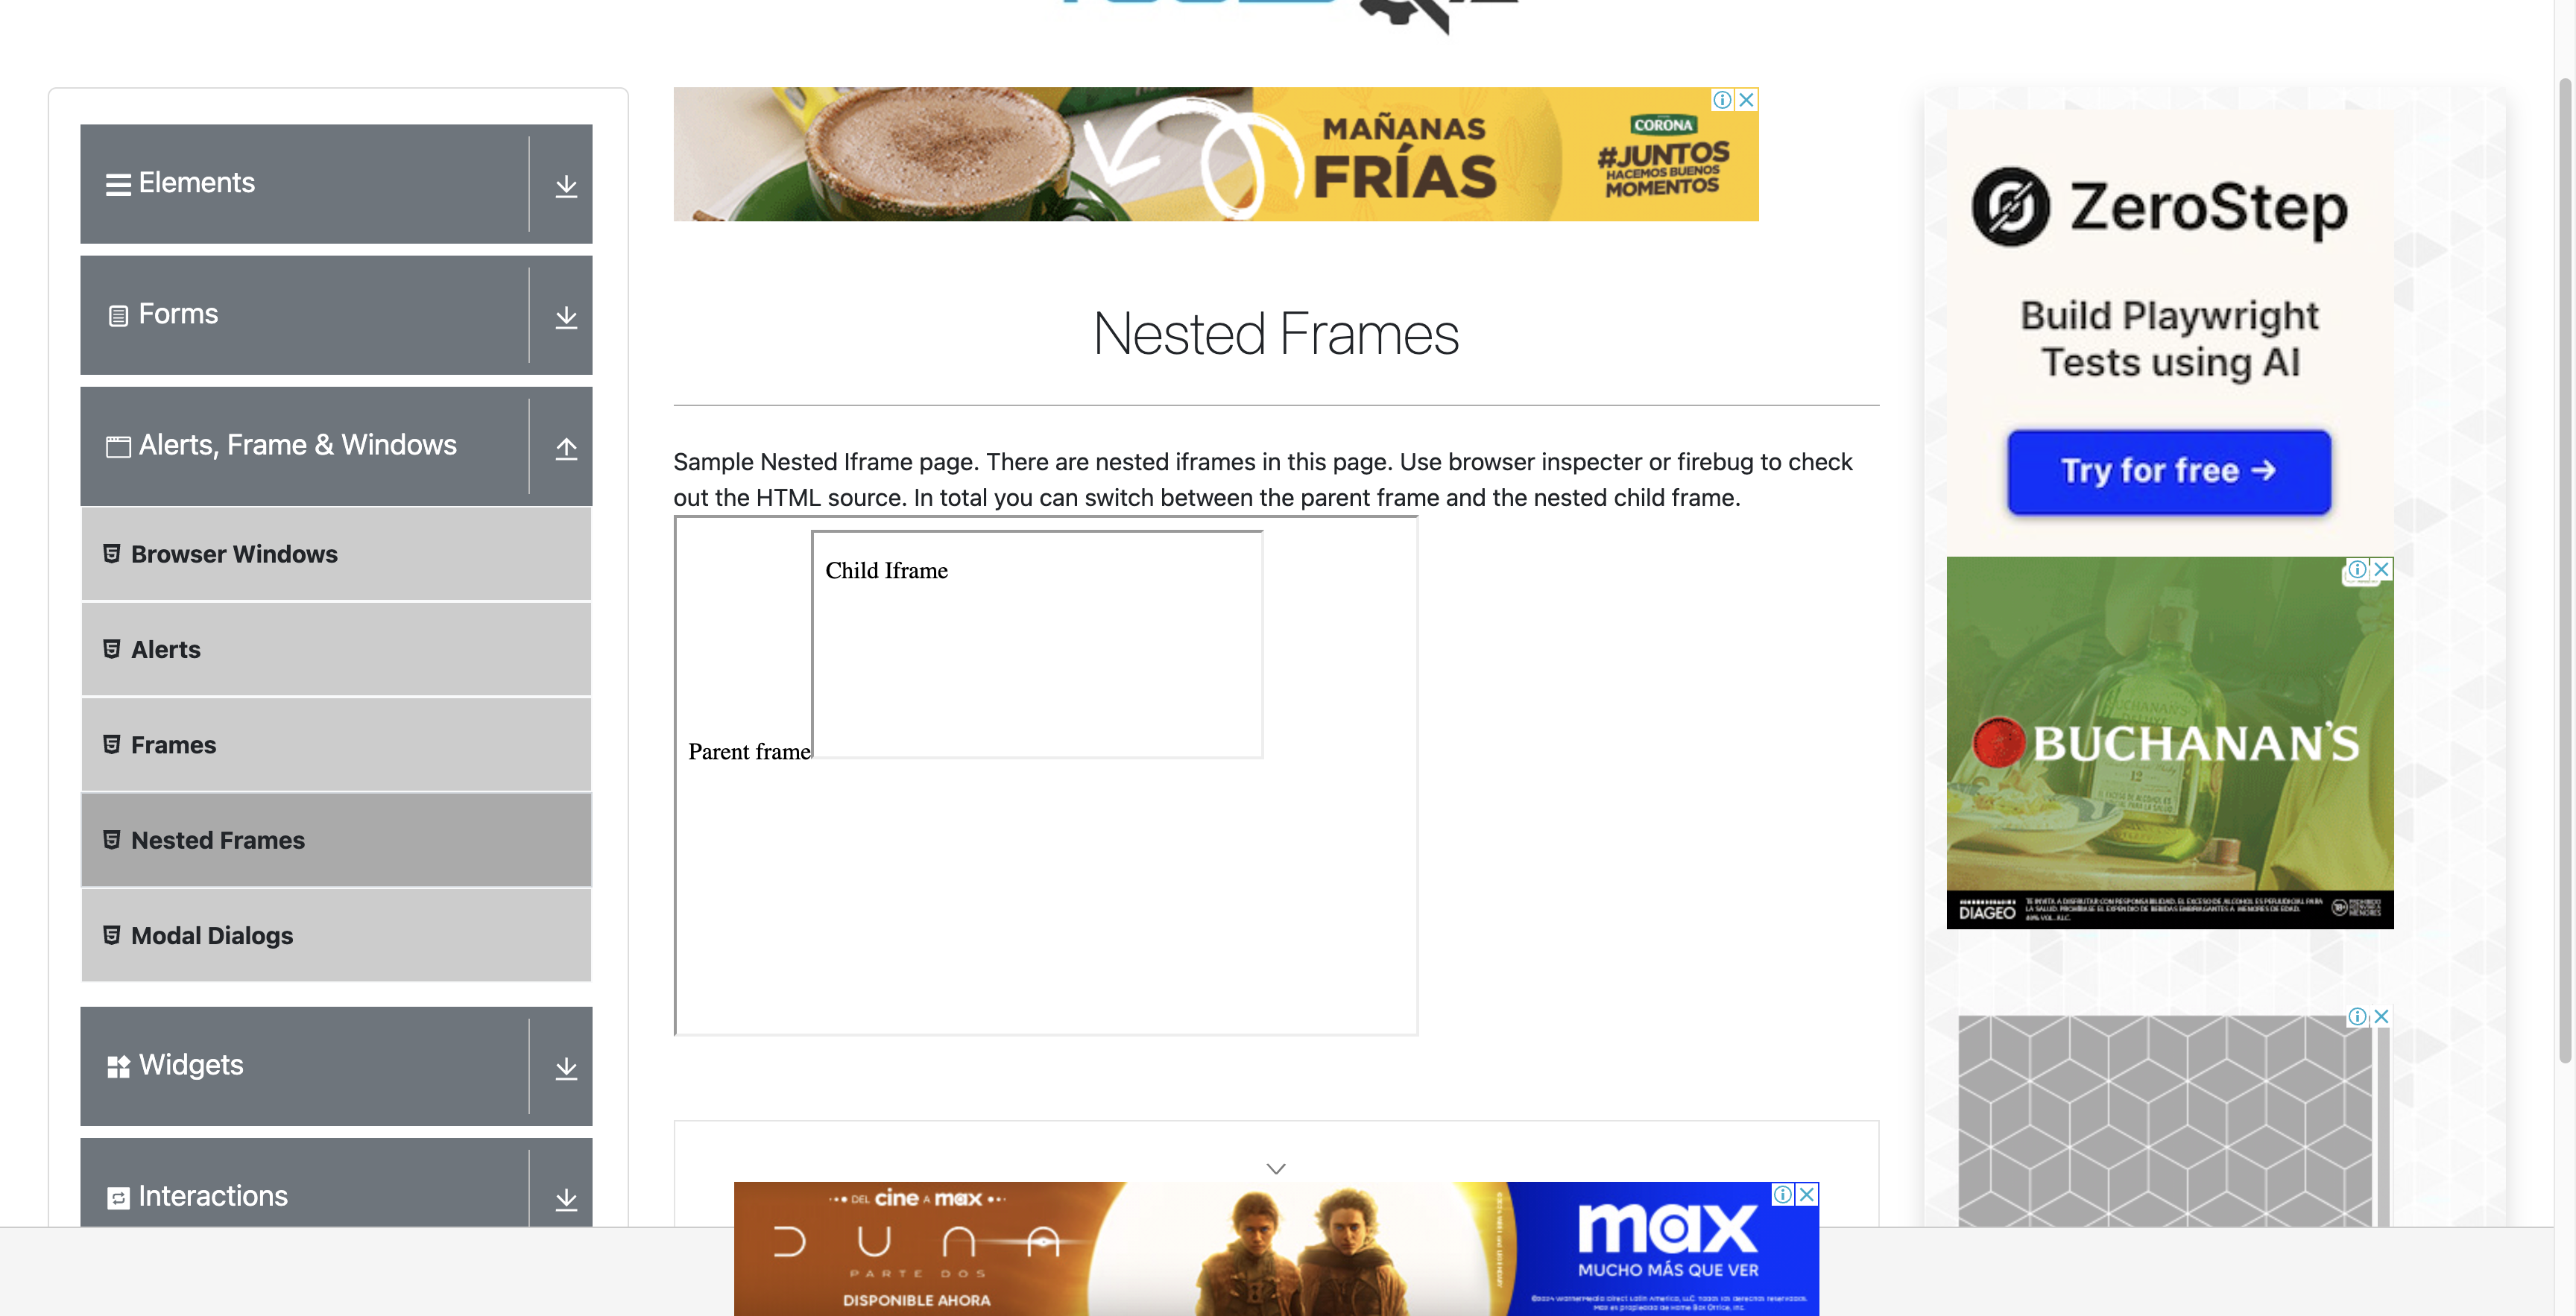 Elements
Forms
Alerts, Frame & Windows
Browser Windows
Alerts
Frames
Nested Frames
Modal Dialogs
Widgets
Interactions
MAÑANAS
FRÍAS
CORONA
#JUNTOS
HACEMOS BUENOS
MOMENTOS
Nested Frames
Sample Nested Iframe page. There are nested iframes in this page. Use browser inspecter or firebug to check
out the HTML source. In total you can switch between the parent frame and the nested child frame.
Child Iframe
Parent frame
DEL cine A max
DUNA
PARTE DOS
DISPONIBLE AHORA
max
MUCHO MÁS QUE VER
ZeroStep
Build Playwright
Tests using AI
Try for free →
BUCHANAN'S
DIAGEO